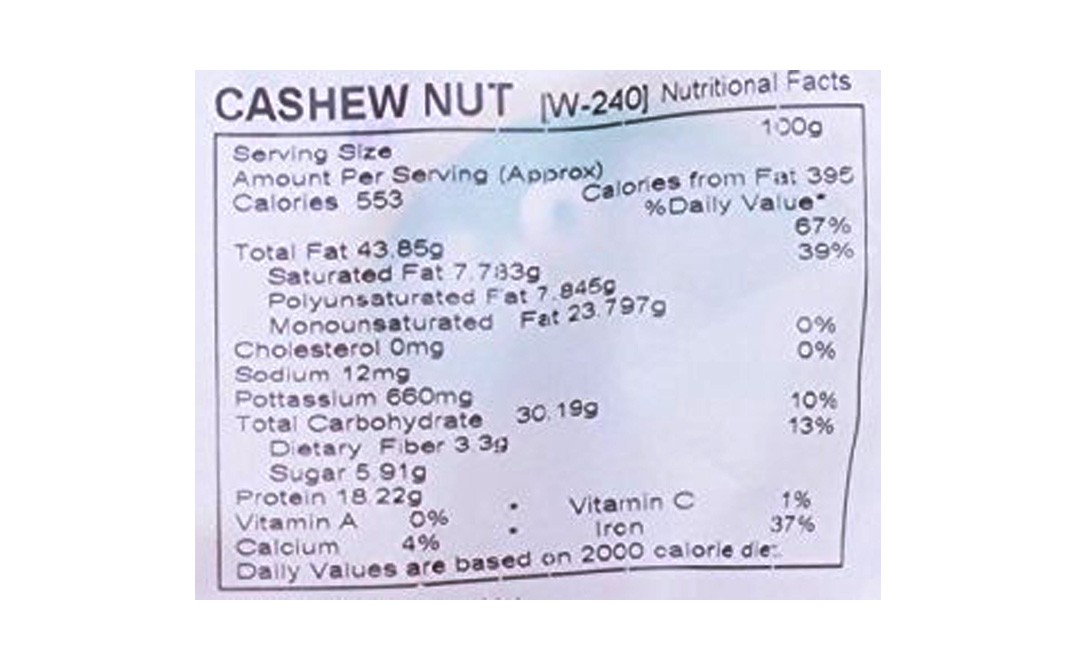 CASHEW NUT [W-240] Nutritional Facts
Serving Size 100g
Amount Per Serving (Approx)
Calories 553 Calories from Fat 395
%Daily Value*
Total Fat 43.85g 67%
Saturated Fat 7.783g 39%
Polyunsaturated Fat 7.845g
Monounsaturated Fat 23.797g
Cholesterol 0mg 0%
Sodium 12mg 0%
Pottassium 660mg
Total Carbohydrate 30.19g 10%
Dietary Fiber 3.3g 13%
Sugar 5.91g
Protein 18.22g
Vitamin A 0% • Vitamin C 1%
Calcium 4% • Iron 37%
Daily Values are based on 2000 calorie diet.